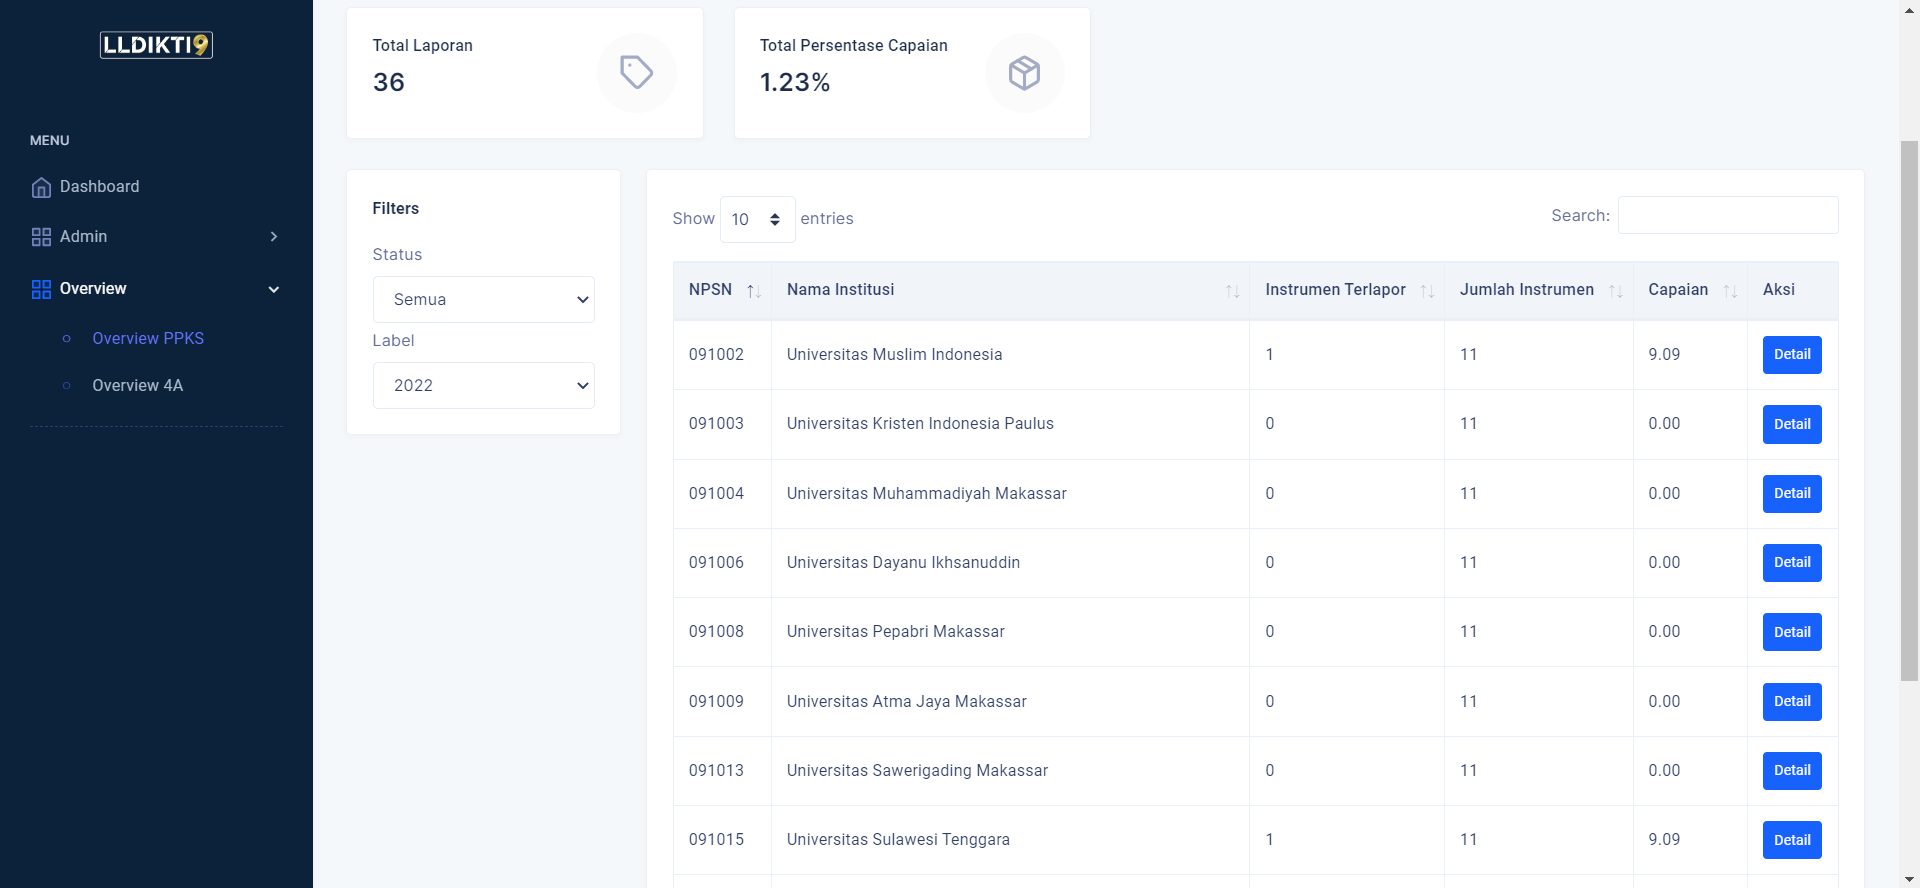 LLDIKTI9
MENU
Dashboard
Admin
Overview
Overview PPKS
Overview 4A
Total Laporan
36
Total Persentase Capaian
1.23%
Filters
Status
Semua
Label
2022
Show 10 entries
Search:
NPSN Nama Institusi Instrumen Terlapor Jumlah Instrumen Capaian Aksi
091002 Universitas Muslim Indonesia 1 11 9.09 Detail
091003 Universitas Kristen Indonesia Paulus 0 11 0.00 Detail
091004 Universitas Muhammadiyah Makassar 0 11 0.00 Detail
091006 Universitas Dayanu Ikhsanuddin 0 11 0.00 Detail
091008 Universitas Pepabri Makassar 0 11 0.00 Detail
091009 Universitas Atma Jaya Makassar 0 11 0.00 Detail
091013 Universitas Sawerigading Makassar 0 11 0.00 Detail
091015 Universitas Sulawesi Tenggara 1 11 9.09 Detail